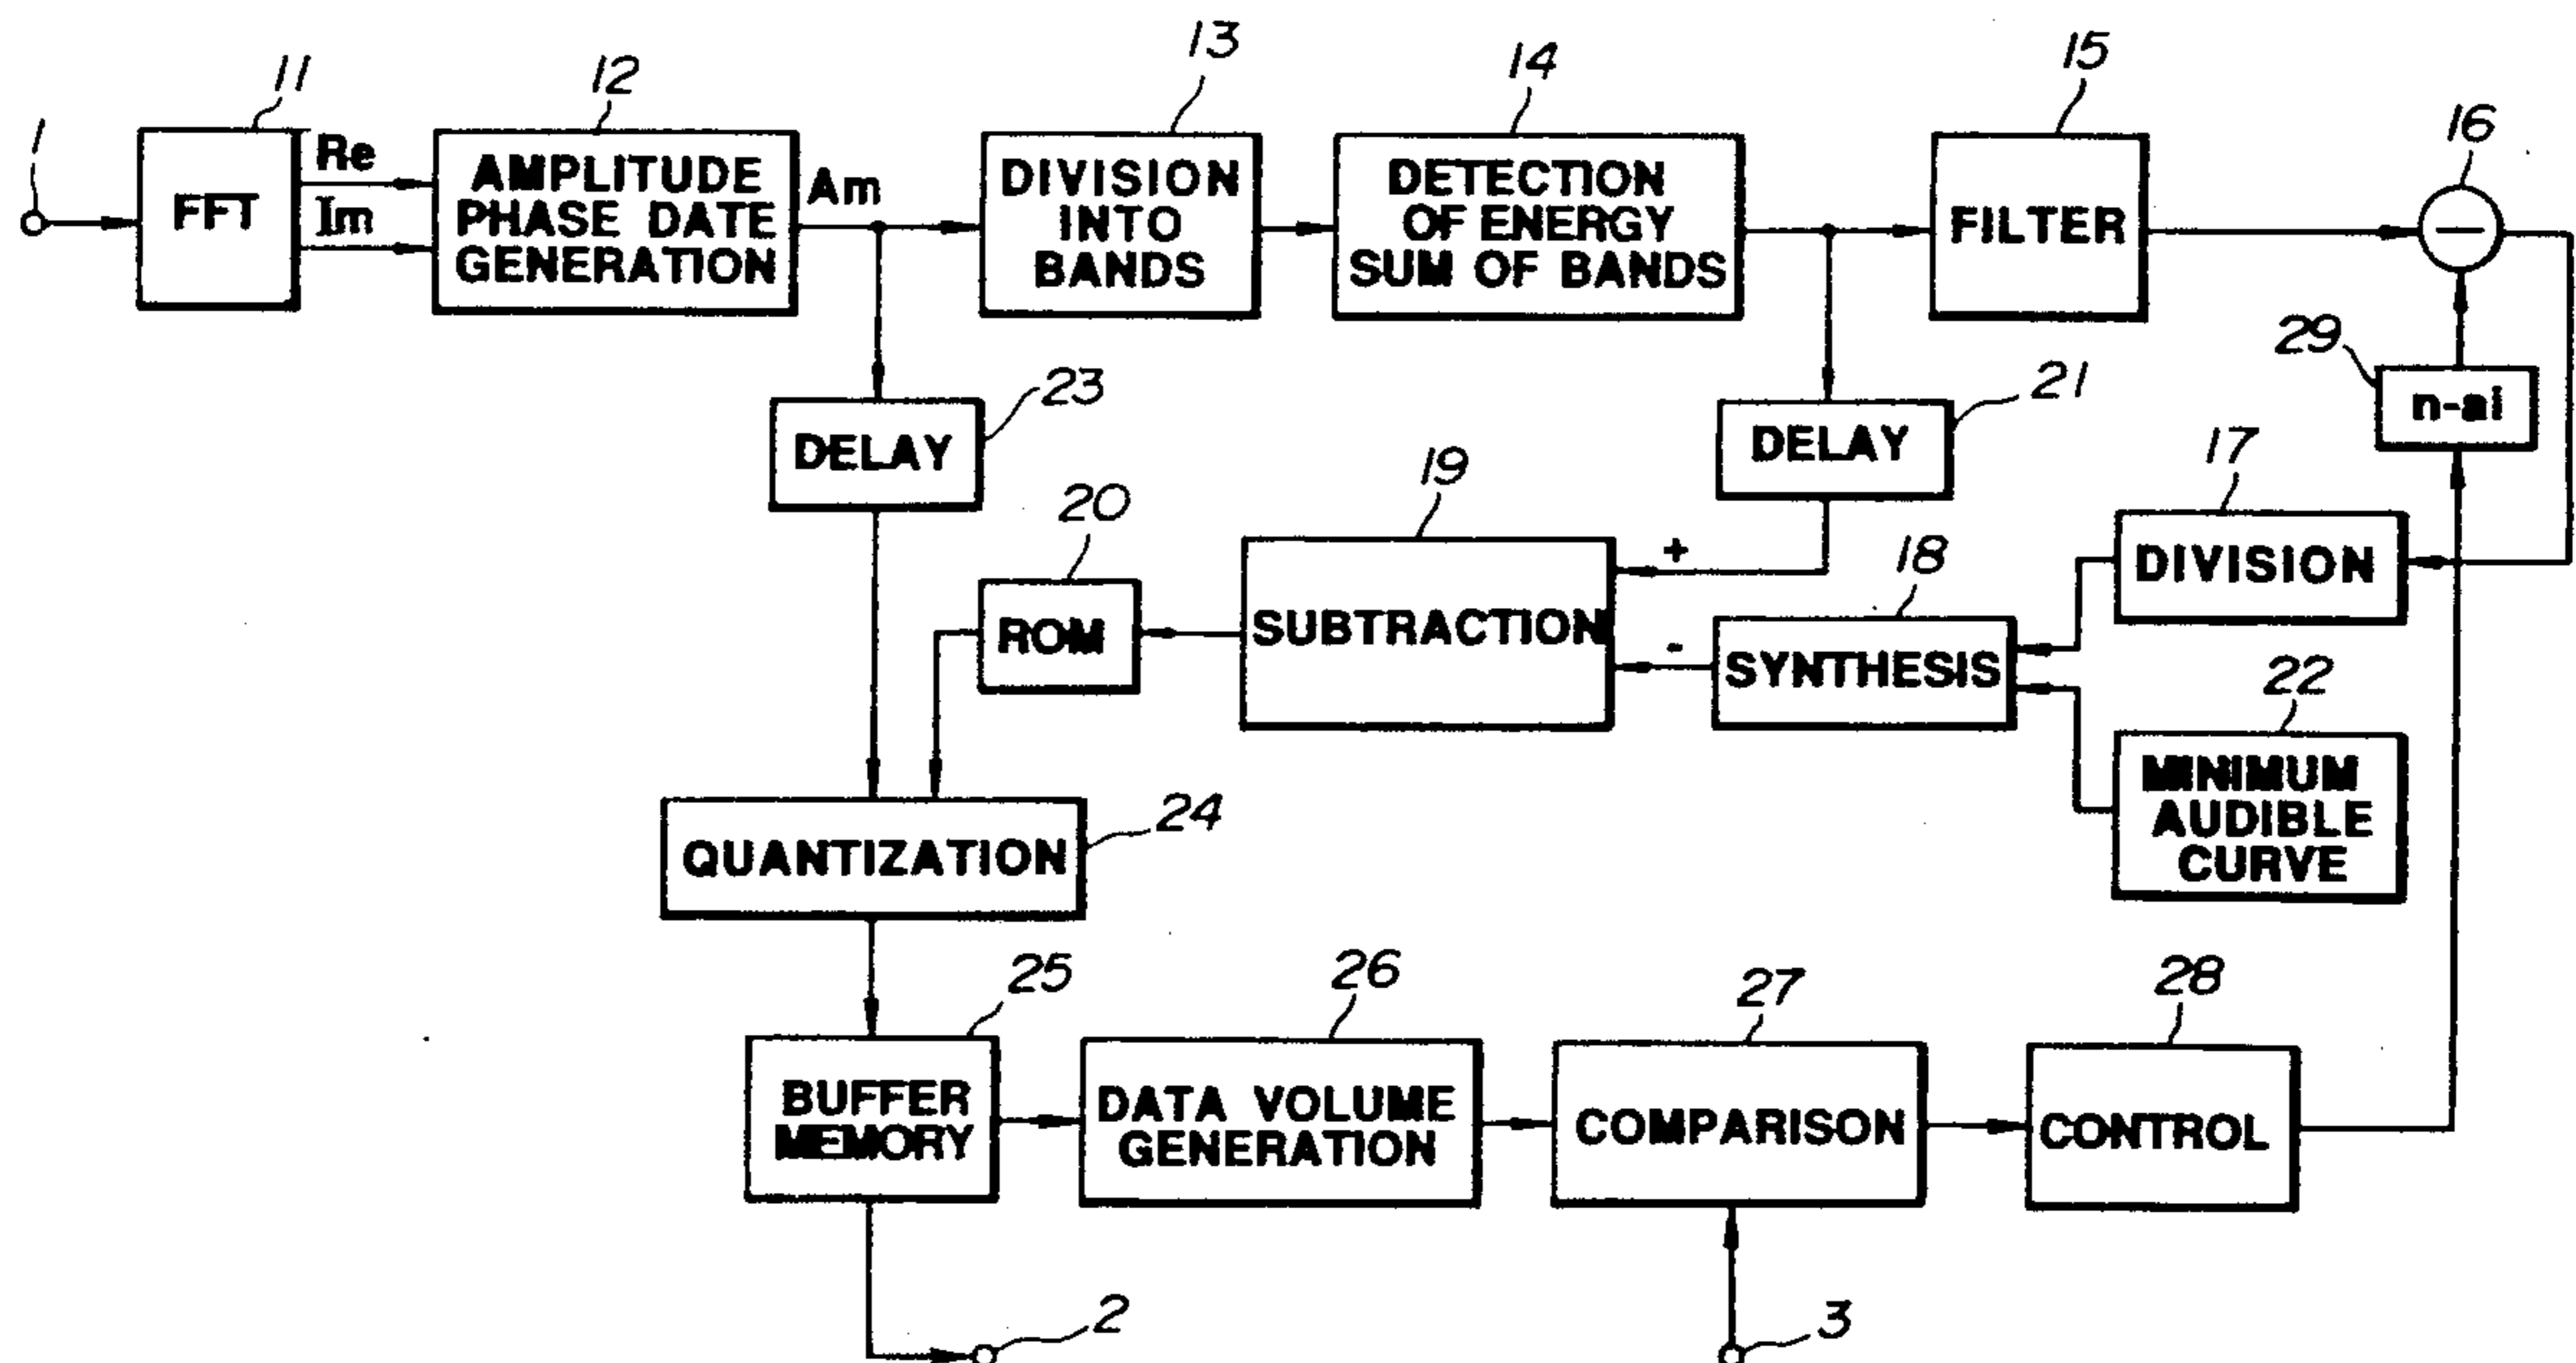 1
11
FFT
Re
Im
12
AMPLITUDE
PHASE DATE
GENERATION
Am
13
DIVISION
INTO
BANDS
14
DETECTION
OF ENERGY
SUM OF BANDS
15
FILTER
16
−
29
n-ai
23
DELAY
21
DELAY
17
DIVISION
18
SYNTHESIS
19
SUBTRACTION
+
-
20
ROM
22
MINIMUM
AUDIBLE
CURVE
24
QUANTIZATION
25
BUFFER
MEMORY
26
DATA VOLUME
GENERATION
27
COMPARISON
28
CONTROL
2
3